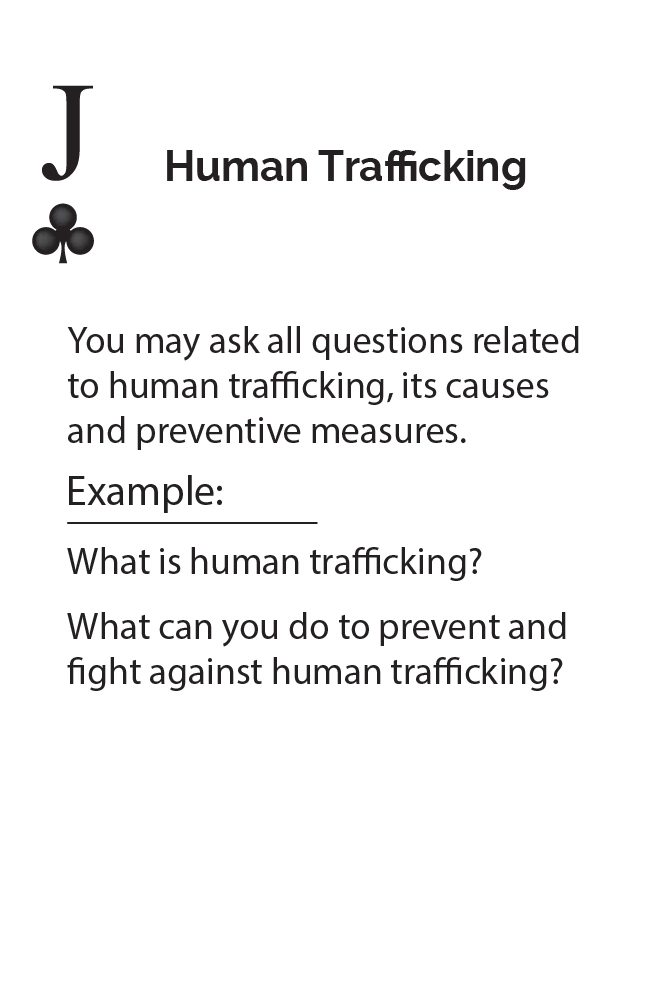 J
Human Trafficking
You may ask all questions related
to human trafficking, its causes
and preventive measures.
Example:
What is human trafficking?
What can you do to prevent and
fight against human trafficking?